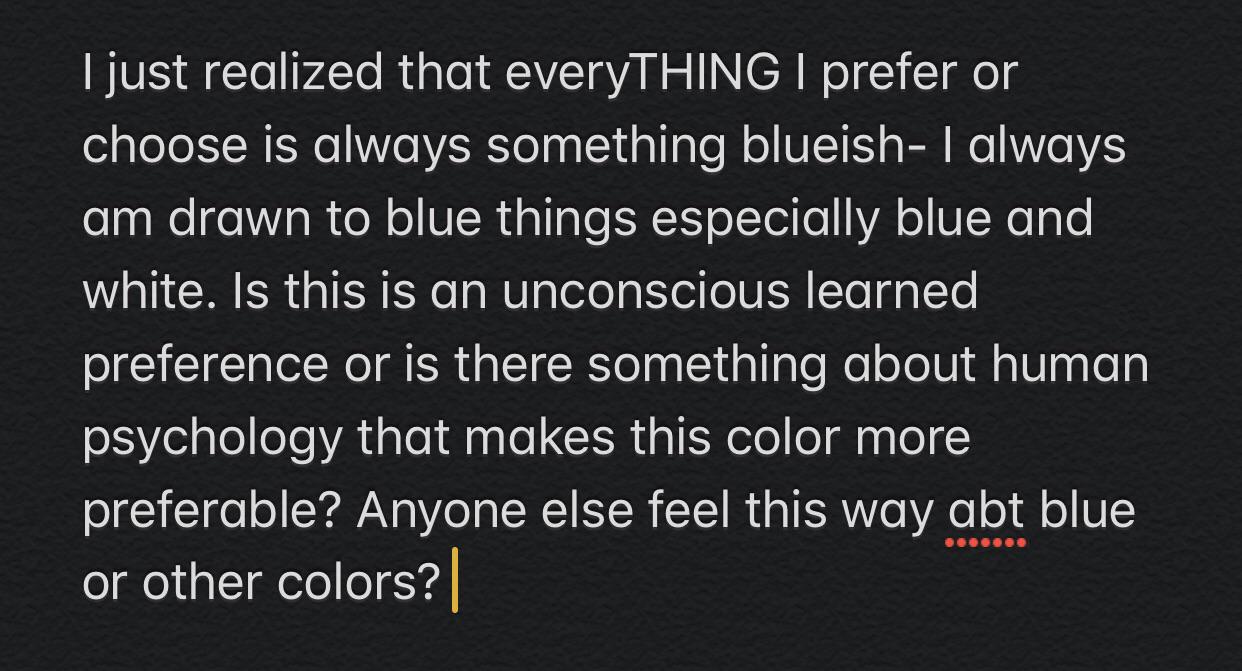 I just realized that everyTHING I prefer or
choose is always something blueish- I always
am drawn to blue things especially blue and
white. Is this is an unconscious learned
preference or is there something about human
psychology that makes this color more
preferable? Anyone else feel this way abt blue
or other colors?